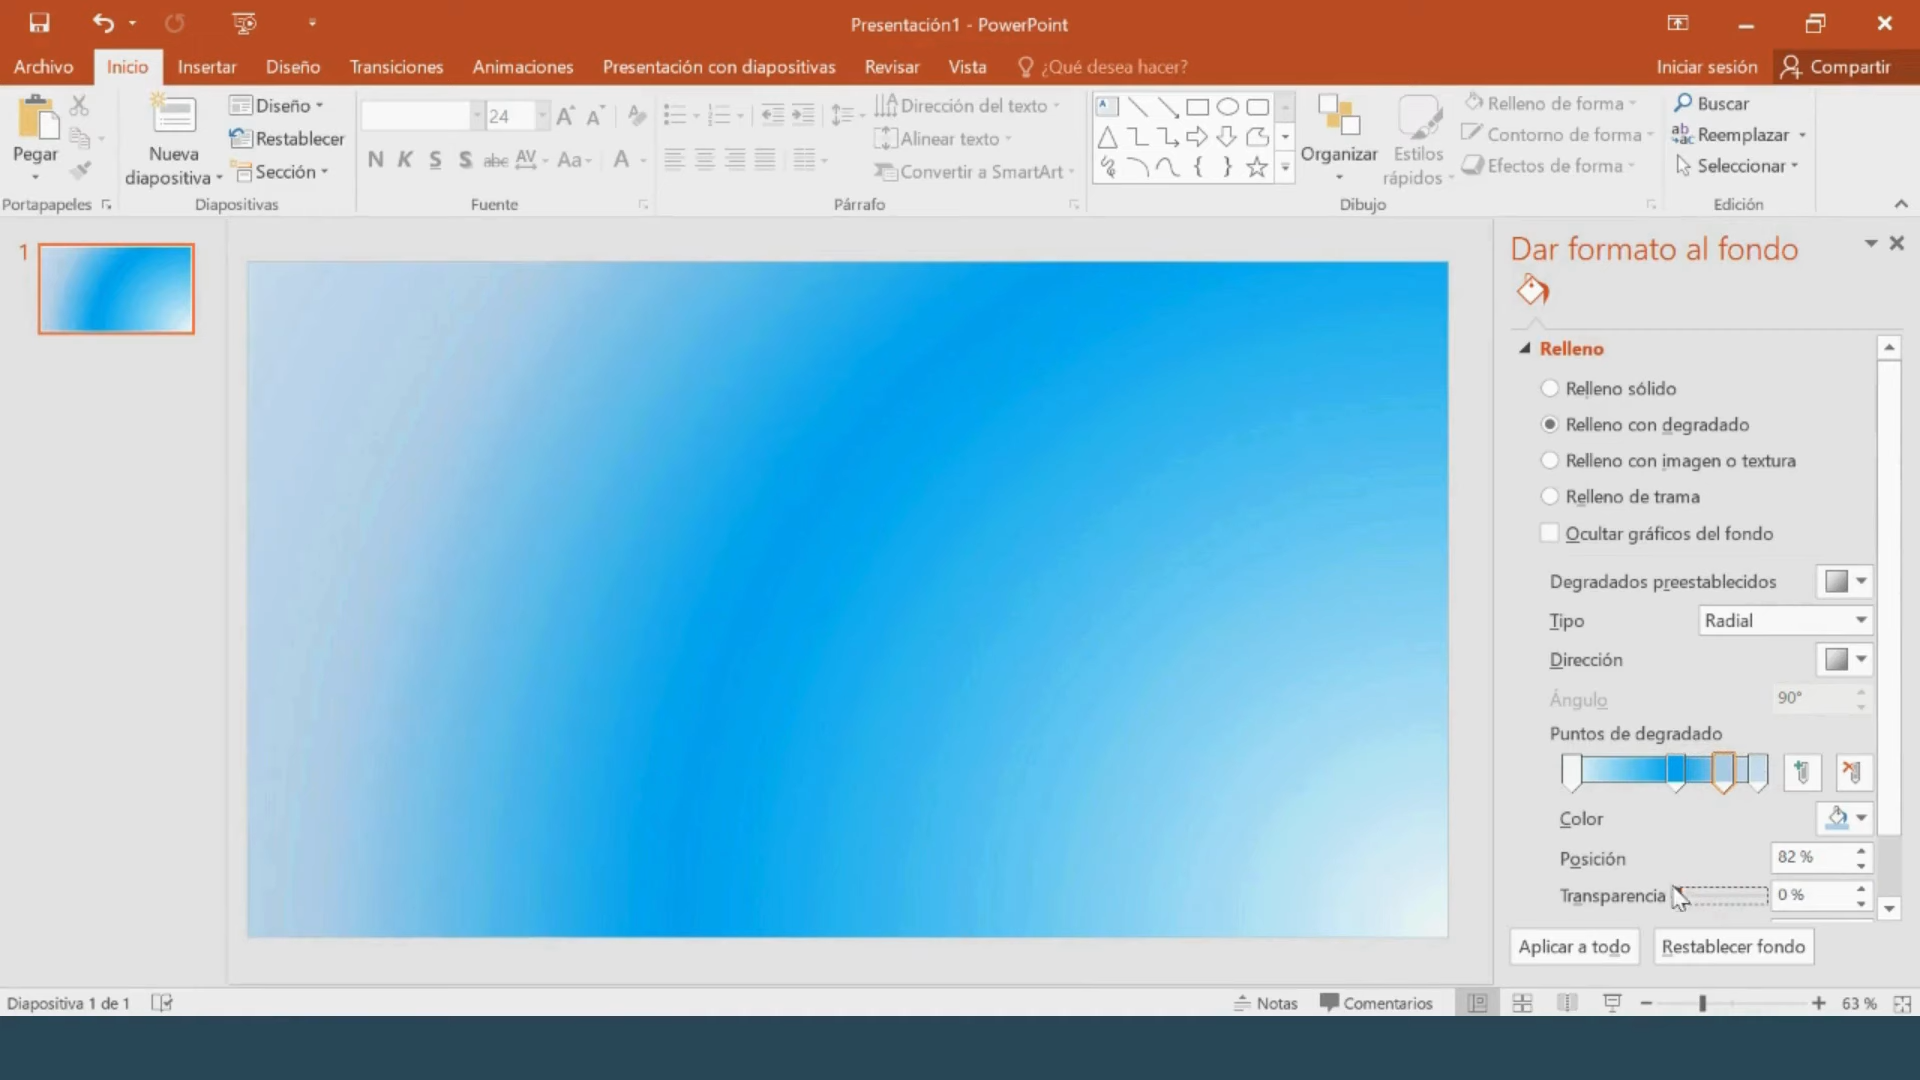 Presentación1 - PowerPoint
Archivo Inicio Insertar Diseño Transiciones Animaciones Presentación con diapositivas Revisar Vista ¿Qué desea hacer? Iniciar sesión Compartir
Pegar
Portapapeles
Nueva diapositiva
Diseño
Restablecer
Sección
Diapositivas
24
N K S S abc AV Aa A
Fuente
Dirección del texto
Alinear texto
Convertir a SmartArt
Párrafo
Organizar
Estilos rápidos
Relleno de forma
Contorno de forma
Efectos de forma
Dibujo
Buscar
Reemplazar
Seleccionar
Edición
1
Dar formato al fondo
Relleno
Relleno sólido
Relleno con degradado
Relleno con imagen o textura
Relleno de trama
Ocultar gráficos del fondo
Degradados preestablecidos
Tipo Radial
Dirección
Ángulo 90°
Puntos de degradado
Color
Posición 82 %
Transparencia 0 %
Aplicar a todo Restablecer fondo
Diapositiva 1 de 1 Notas Comentarios 63 %